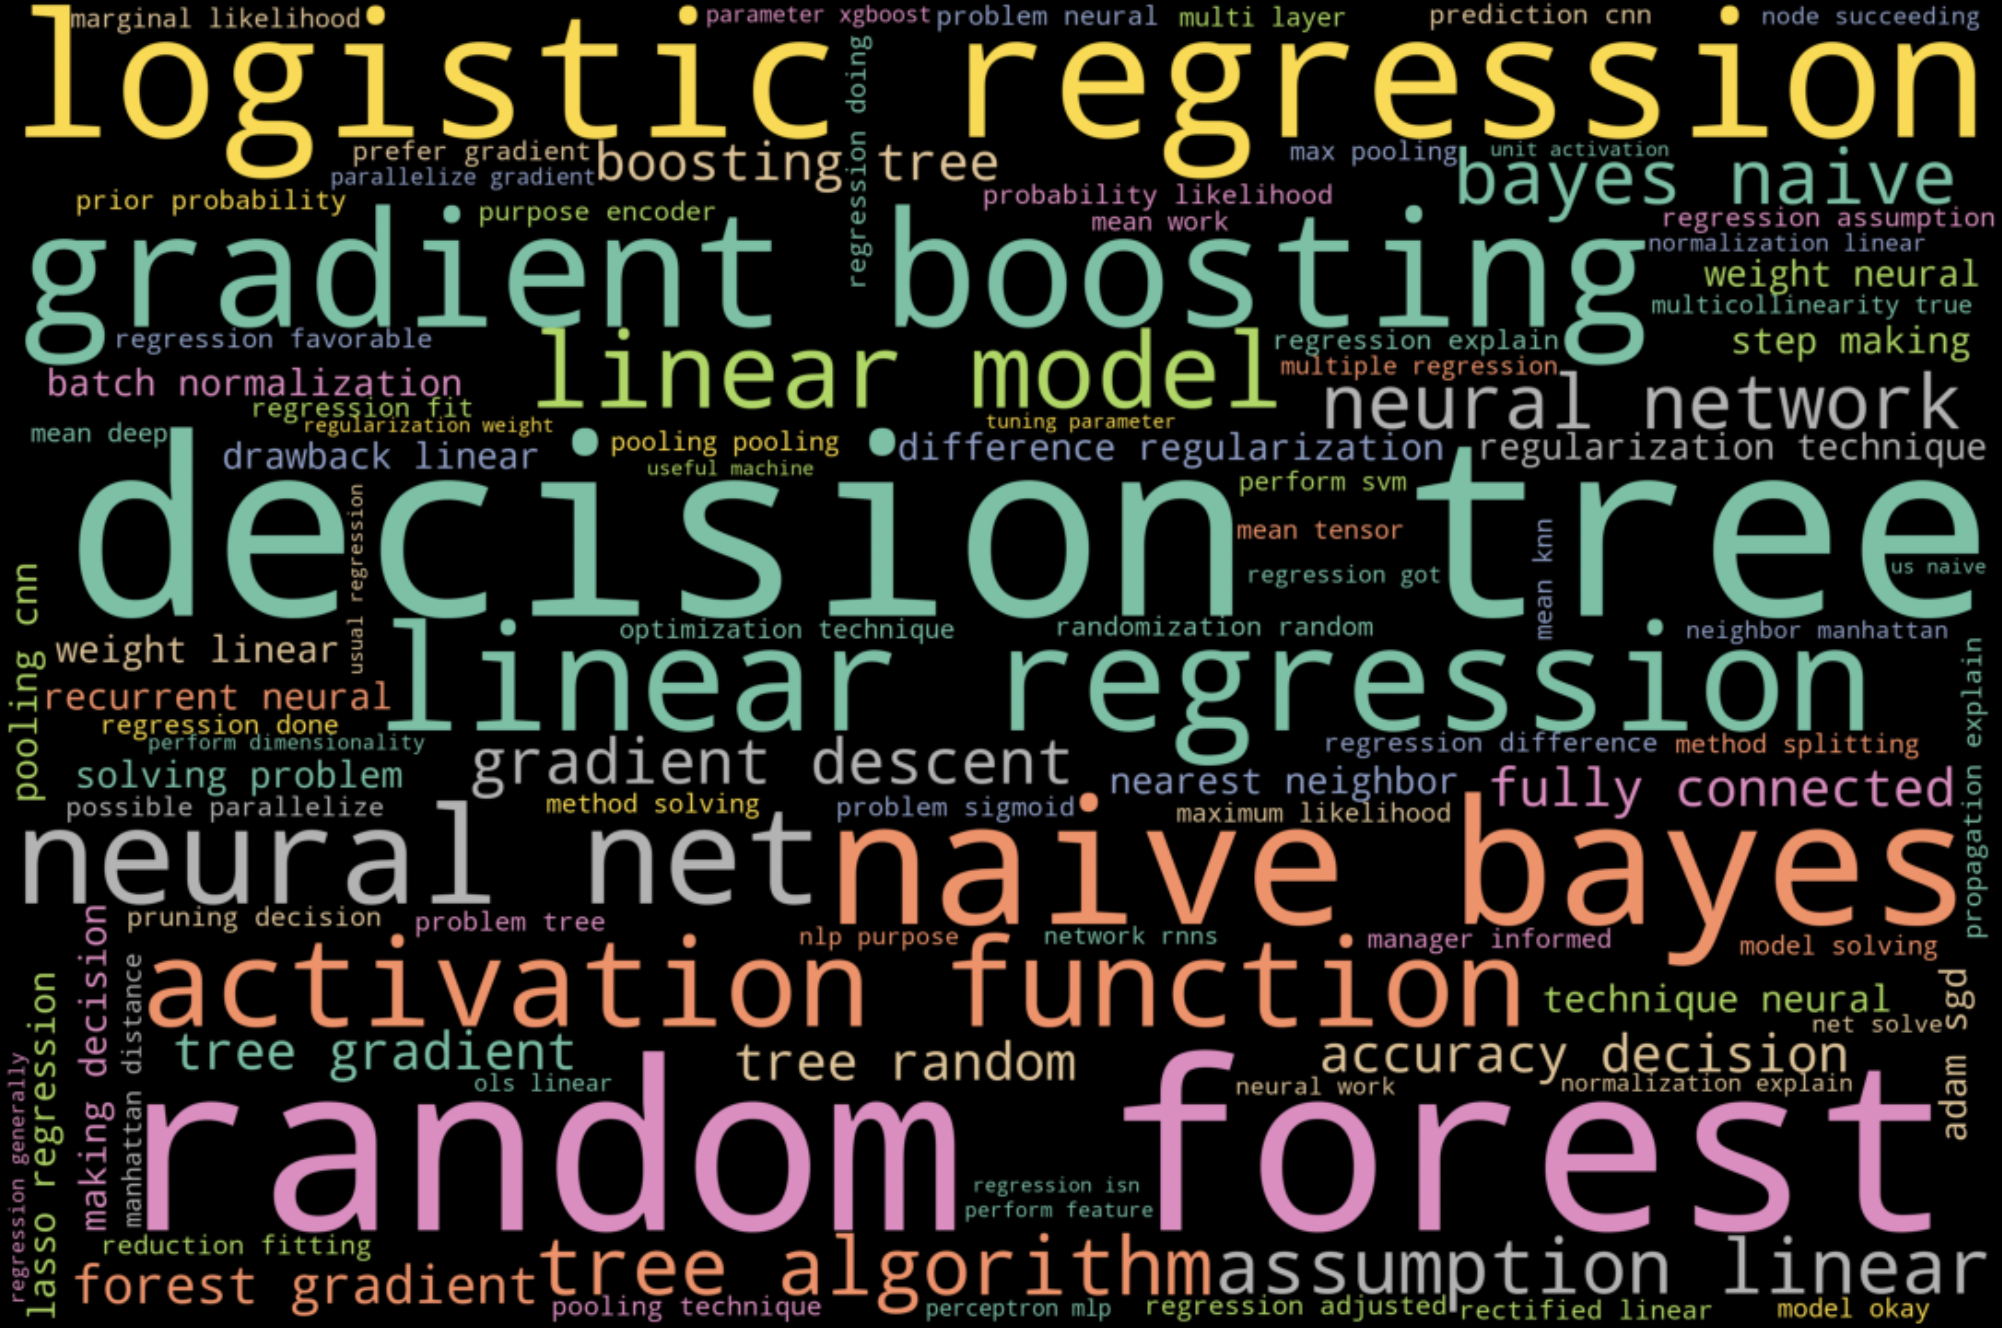 marginal likelihood
parameter xgboost
problem neural
multi layer
prediction cnn
node succeeding
logistic regression
regression doing
prefer gradient
boosting tree
max pooling
unit activation
bayes naive
parallelize gradient
prior probability
purpose encoder
probability likelihood
mean work
regression assumption
gradient boosting
normalization linear
weight neural
multicollinearity true
regression favorable
linear model
regression explain
step making
multiple regression
batch normalization
neural network
regression fit
regularization weight
tuning parameter
mean deep
drawback linear
pooling pooling
difference regularization
regularization technique
useful machine
perform svm
decision tree
mean tensor
usual regression
mean knn
regression got
us naive
pooling cnn
weight linear
optimization technique
randomization random
neighbor manhattan
linear regression
recurrent neural
regression done
perform dimensionality
propagation explain
solving problem
gradient descent
regression difference
method splitting
nearest neighbor
fully connected
possible parallelize
method solving
problem sigmoid
maximum likelihood
neural net
naive bayes
pruning decision
problem tree
nlp purpose
network rnns
manager informed
model solving
making decision
manhattan distance
activation function
technique neural
adam sgd
net solve
lasso regression
regression generally
tree gradient
tree random
accuracy decision
ols linear
neural work
normalization explain
random forest
regression isn
perform feature
reduction fitting
forest gradient
tree algorithm
assumption linear
pooling technique
perceptron mlp
regression adjusted
rectified linear
model okay